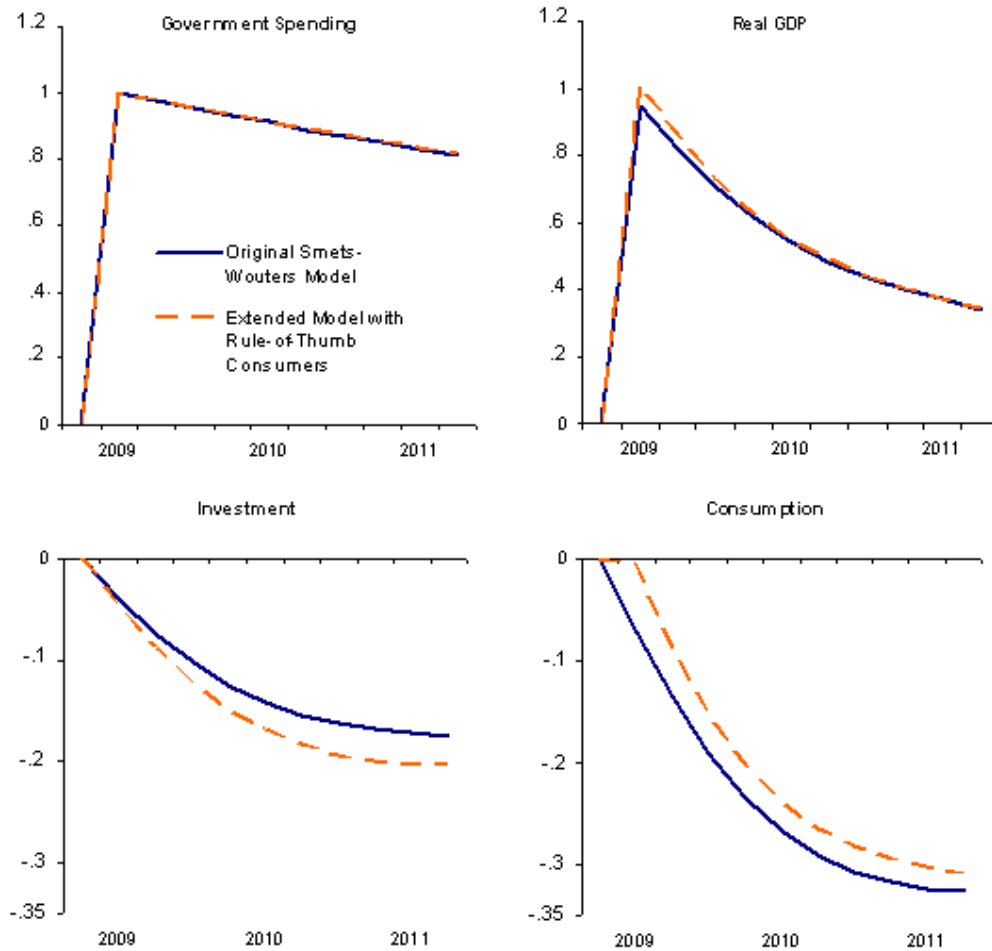 Government Spending
1.2
1
.8
.6
.4
.2
0
2009 2010 2011
Original Smets-
Wouters Model
Extended Model with
Rule-of-Thumb
Consumers
Real GDP
1.2
1
.8
.6
.4
.2
0
2009 2010 2011
Investment
0
-.1
-.2
-.3
-.35
2009 2010 2011
Consumption
0
-.1
-.2
-.3
-.35
2009 2010 2011